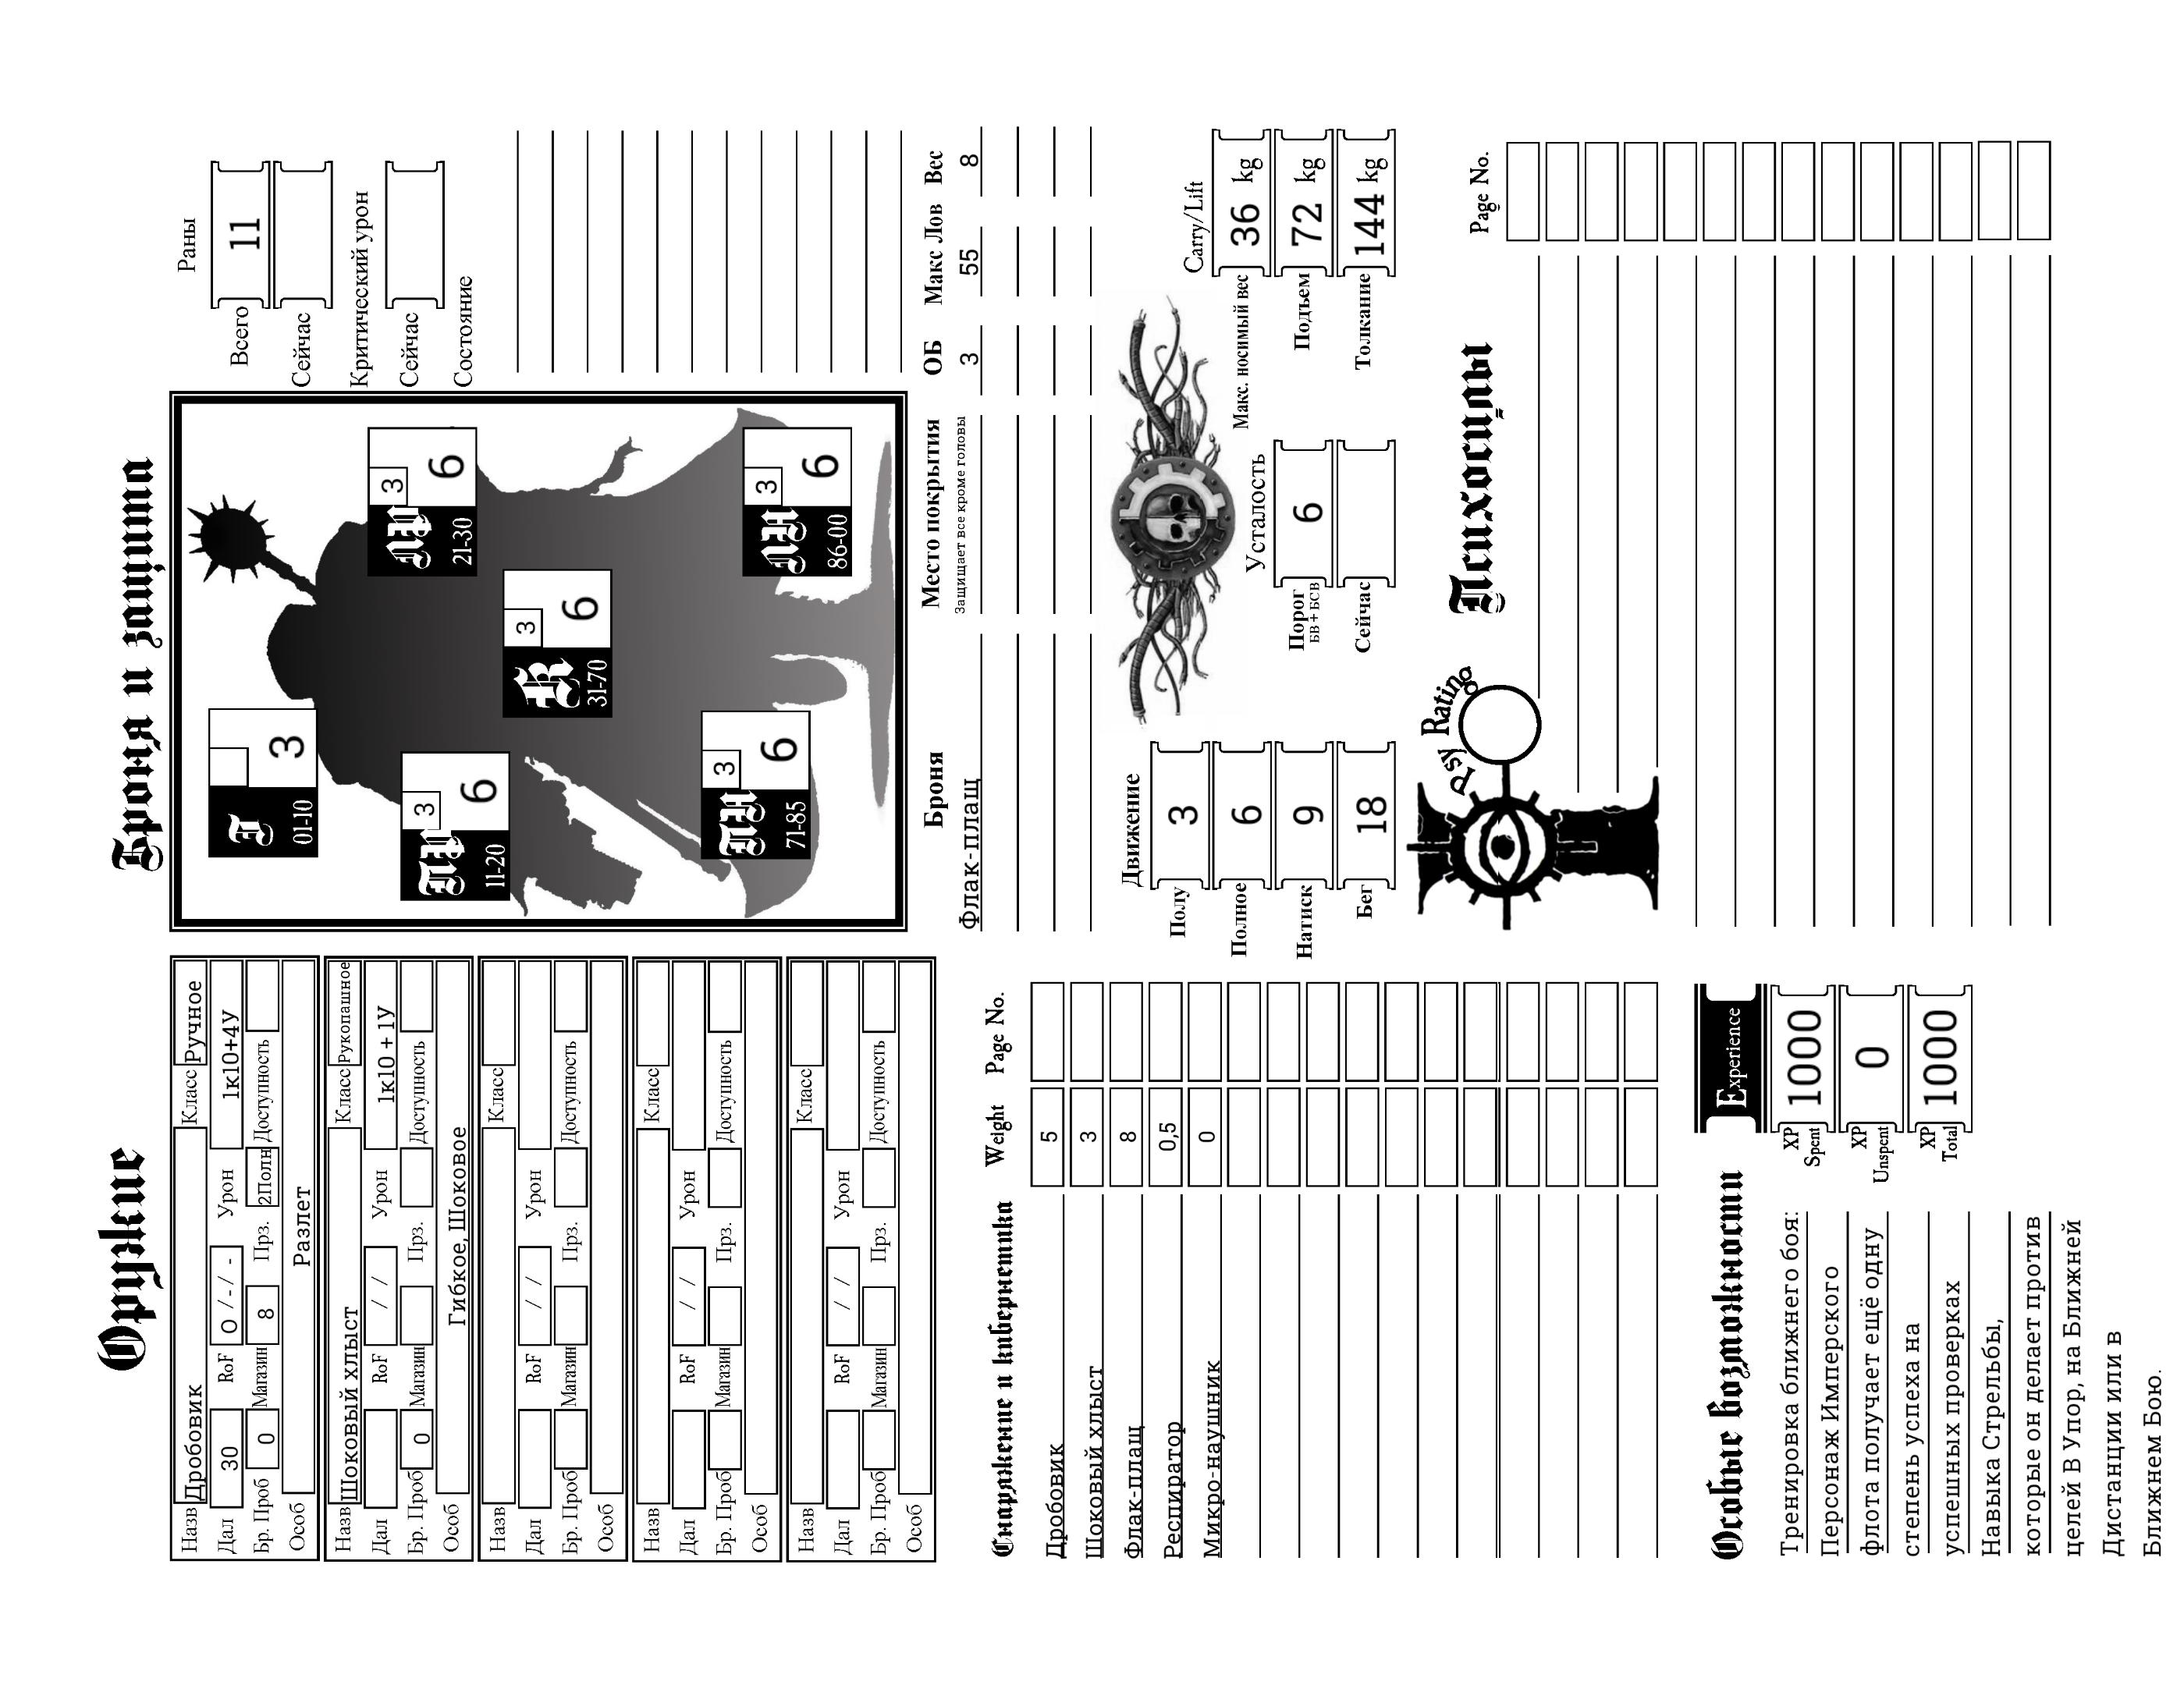 Оружие
Назв Дробовик Класс Ручное
Дал 30 RoF O / - / - Урон 1к10+4У
Бр. Проб 0 Магазин 8 Прз. 2Полн Доступность
Особ Разлет
Назв Шоковый хлыст Класс Рукопашное
Дал RoF / / Урон 1к10 + 1У
Бр. Проб 0 Магазин Прз. Доступность
Особ Гибкое, Шоковое
Назв Класс
Дал RoF / / Урон
Бр. Проб Магазин Прз. Доступность
Особ
Назв Класс
Дал RoF / / Урон
Бр. Проб Магазин Прз. Доступность
Особ
Назв Класс
Дал RoF / / Урон
Бр. Проб Магазин Прз. Доступность
Особ
Снаряжение и кибернетика Weight Page No.
Дробовик 5
Шоковый хлыст 3
Флак-плащ 8
Респиратор 0,5
Микро-наушник 0
Особые возможности
Тренировка ближнего боя:
Персонаж Имперского
флота получает ещё одну
степень успеха на
успешных проверках
Навыка Стрельбы,
которые он делает против
целей В Упор, на Ближней
Дистанции или в
Ближнем Бою.
Experience
XP Spent 1000
XP Unspent 0
XP Total 1000
Броня и защита
Г 01-10 3
ПР 11-20 3 6
ЛР 21-30 3 6
К 31-70 3 6
ПН 71-85 3 6
ЛН 86-00 3 6
Раны
Всего 11
Сейчас
Критический урон
Сейчас
Состояние
Броня Место покрытия ОБ Макс Лов Вес
Флак-плащ Защищает все кроме головы 3 55 8
Движение
Полу 3
Полное 6
Натиск 9
Бег 18
Усталость
Порог БВ+БСВ 6
Сейчас
Carry/Lift
Макс. носимый вес 36 kg
Подъем 72 kg
Толкание 144 kg
Psy Rating
Психосилы Page No.